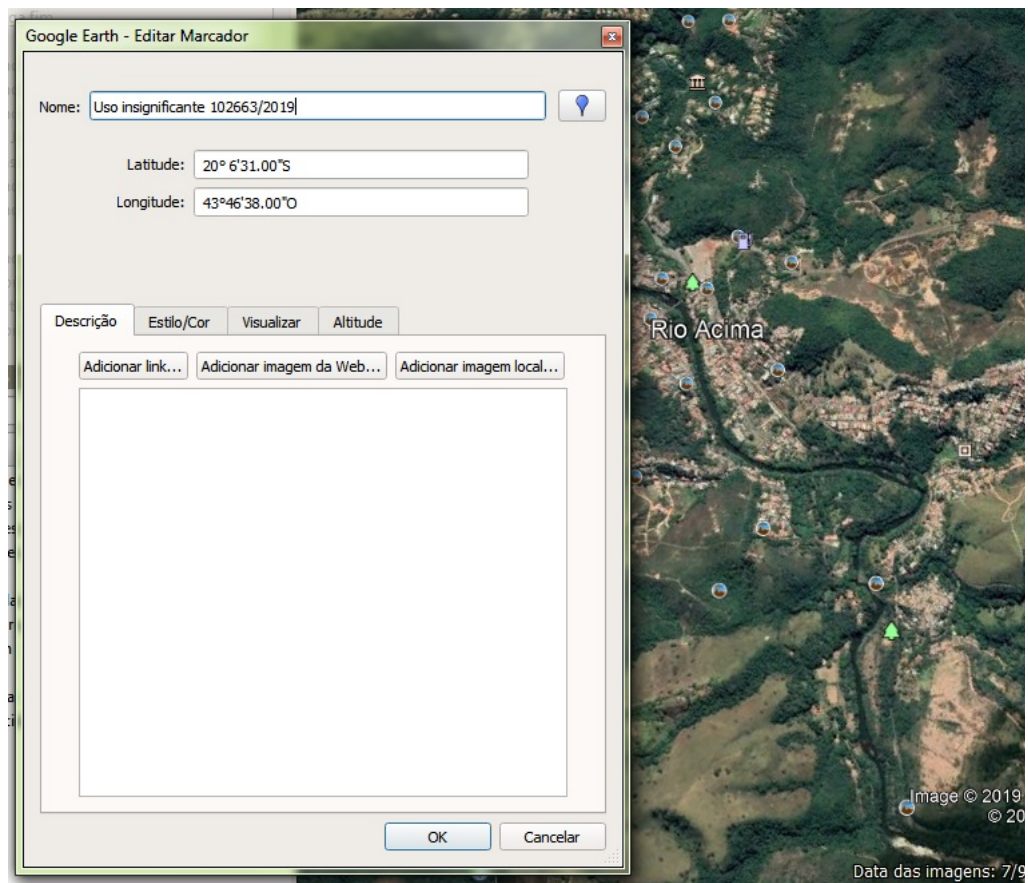 Google Earth - Editar Marcador
Nome: Uso insignificante 102663/2019
Latitude: 20° 6'31.00"S
Longitude: 43°46'38.00"O
Descrição Estilo/Cor Visualizar Altitude
Adicionar link... Adicionar imagem da Web... Adicionar imagem local...
OK Cancelar
Rio Acima
Image © 2019
© 20
Data das imagens: 7/9